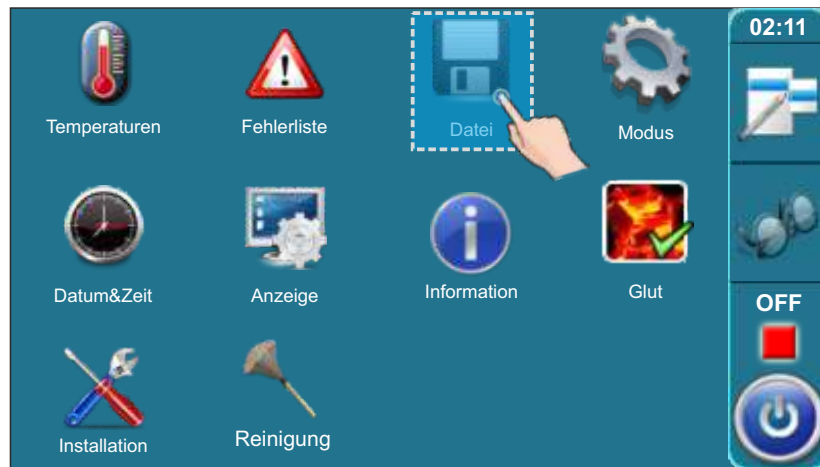 02:11
Temperaturen
Fehlerliste
Datei
Modus
Datum&Zeit
Anzeige
Information
Glut
OFF
Installation
Reinigung